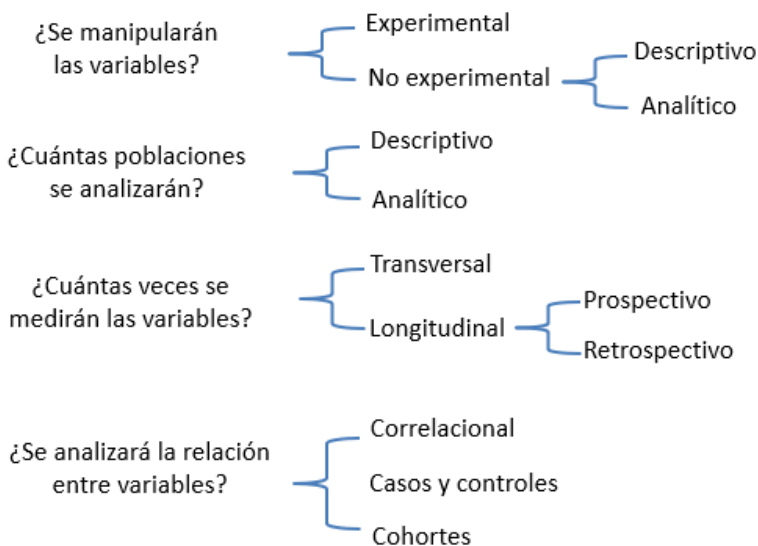 ¿Se manipularán
las variables?
Experimental
No experimental
Descriptivo
Analítico
¿Cuántas poblaciones
se analizarán?
Descriptivo
Analítico
¿Cuántas veces se
medirán las variables?
Transversal
Longitudinal
Prospectivo
Retrospectivo
¿Se analizará la relación
entre variables?
Correlacional
Casos y controles
Cohortes